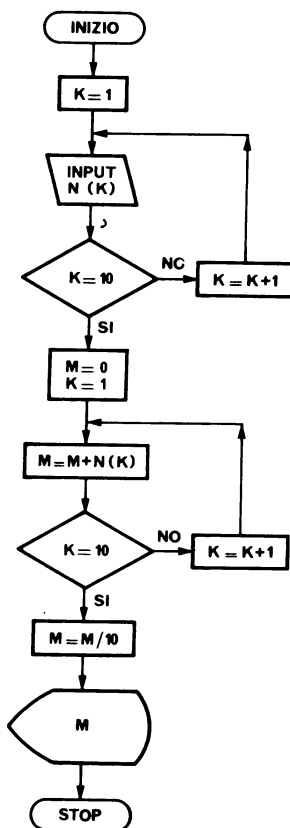 INIZIO
K = 1
INPUT
N (K)
K = 10
NC
K = K+1
SI
M = 0
K = 1
M = M + N (K)
K = 10
NO
K = K+1
SI
M = M / 10
M
STOP